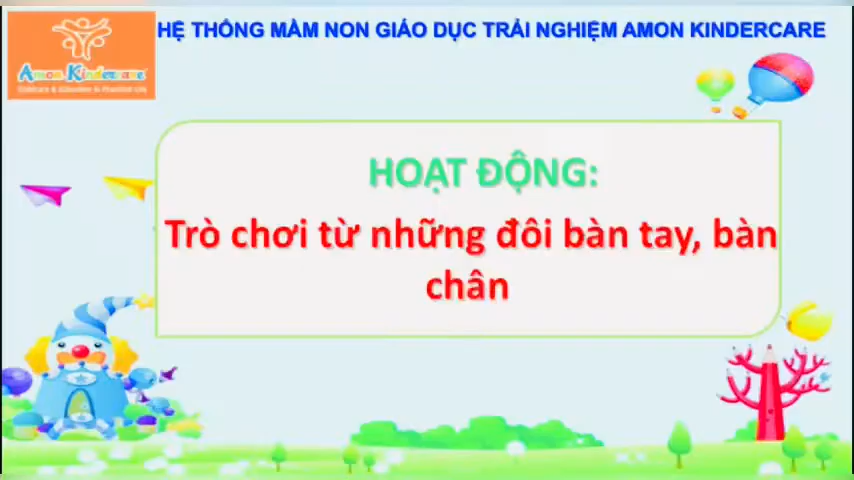 HỆ THỐNG MẦM NON GIÁO DỤC TRẢI NGHIỆM AMON KINDERCARE
Amon Kindercare
HOẠT ĐỘNG:
Trò chơi từ những đôi bàn tay, bàn
chân